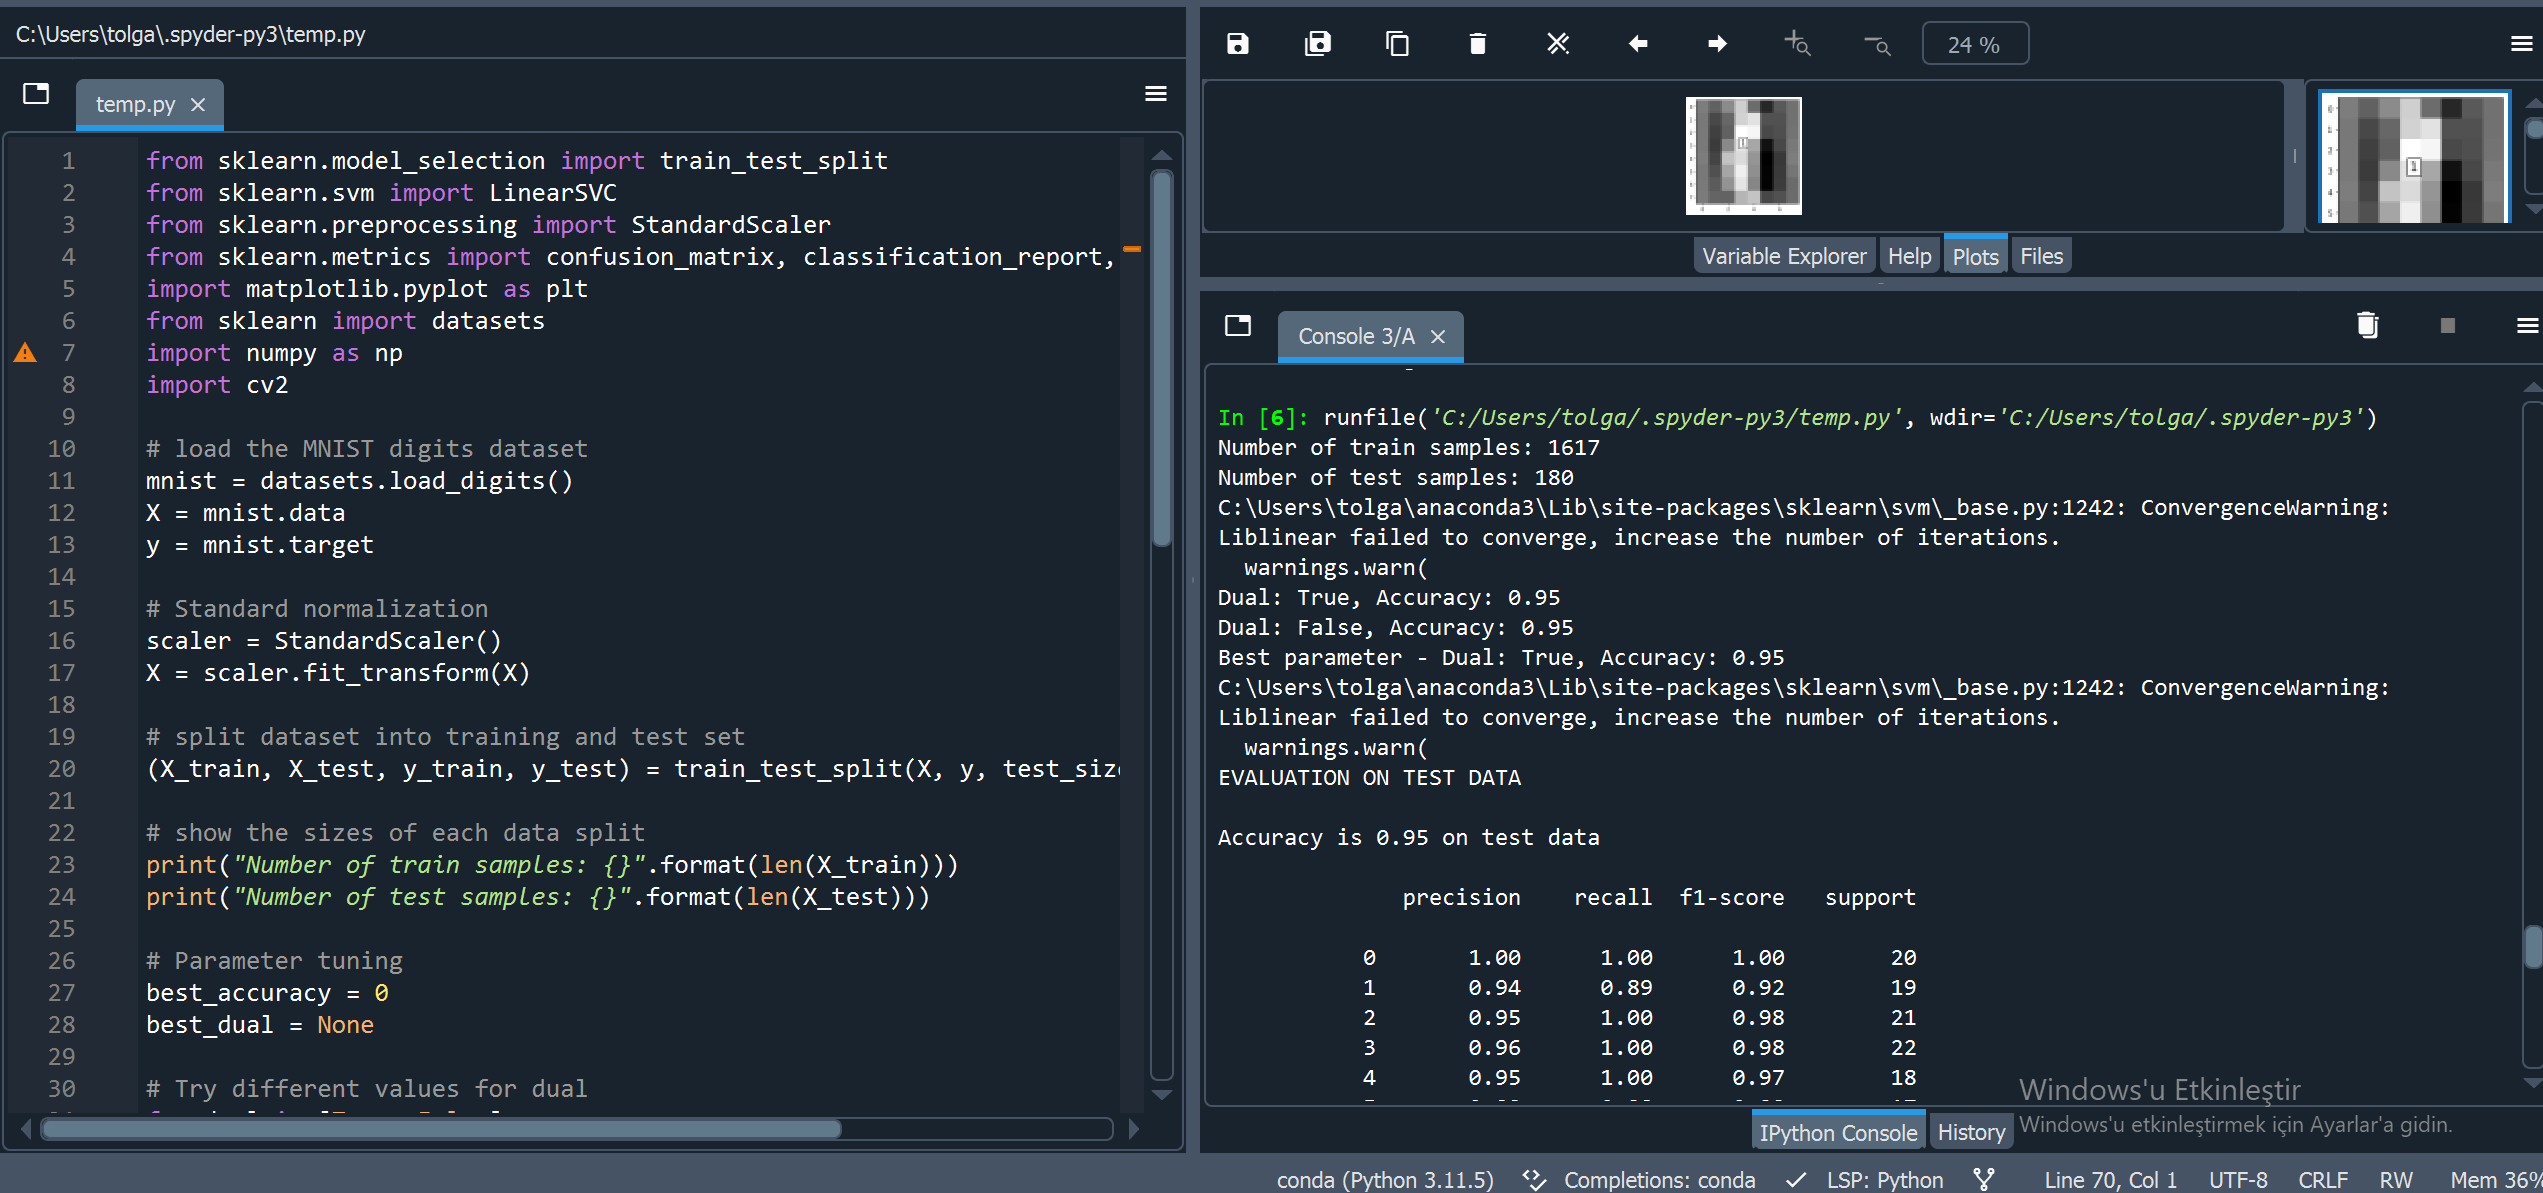 C:\Users\tolga\.spyder-py3\temp.py
temp.py
1 from sklearn.model_selection import train_test_split
2 from sklearn.svm import LinearSVC
3 from sklearn.preprocessing import StandardScaler
4 from sklearn.metrics import confusion_matrix, classification_report,
5 import matplotlib.pyplot as plt
6 from sklearn import datasets
7 import numpy as np
8 import cv2
9
10 # load the MNIST digits dataset
11 mnist = datasets.load_digits()
12 X = mnist.data
13 y = mnist.target
14
15 # Standard normalization
16 scaler = StandardScaler()
17 X = scaler.fit_transform(X)
18
19 # split dataset into training and test set
20 (X_train, X_test, y_train, y_test) = train_test_split(X, y, test_size
21
22 # show the sizes of each data split
23 print("Number of train samples: {}".format(len(X_train)))
24 print("Number of test samples: {}".format(len(X_test)))
25
26 # Parameter tuning
27 best_accuracy = 0
28 best_dual = None
29
30 # Try different values for dual
24 %
Variable Explorer Help Plots Files
Console 3/A
In [6]: runfile('C:/Users/tolga/.spyder-py3/temp.py', wdir='C:/Users/tolga/.spyder-py3')
Number of train samples: 1617
Number of test samples: 180
C:\Users\tolga\anaconda3\Lib\site-packages\sklearn\svm\_base.py:1242: ConvergenceWarning:
Liblinear failed to converge, increase the number of iterations.
warnings.warn(
Dual: True, Accuracy: 0.95
Dual: False, Accuracy: 0.95
Best parameter - Dual: True, Accuracy: 0.95
C:\Users\tolga\anaconda3\Lib\site-packages\sklearn\svm\_base.py:1242: ConvergenceWarning:
Liblinear failed to converge, increase the number of iterations.
warnings.warn(
EVALUATION ON TEST DATA
Accuracy is 0.95 on test data
precision recall f1-score support
0 1.00 1.00 1.00 20
1 0.94 0.89 0.92 19
2 0.95 1.00 0.98 21
3 0.96 1.00 0.98 22
4 0.95 1.00 0.97 18
Windows'u Etkinleştir
Windows'u etkinleştirmek için Ayarlar'a gidin.
IPython Console History
conda (Python 3.11.5) Completions: conda LSP: Python Line 70, Col 1 UTF-8 CRLF RW Mem 36%